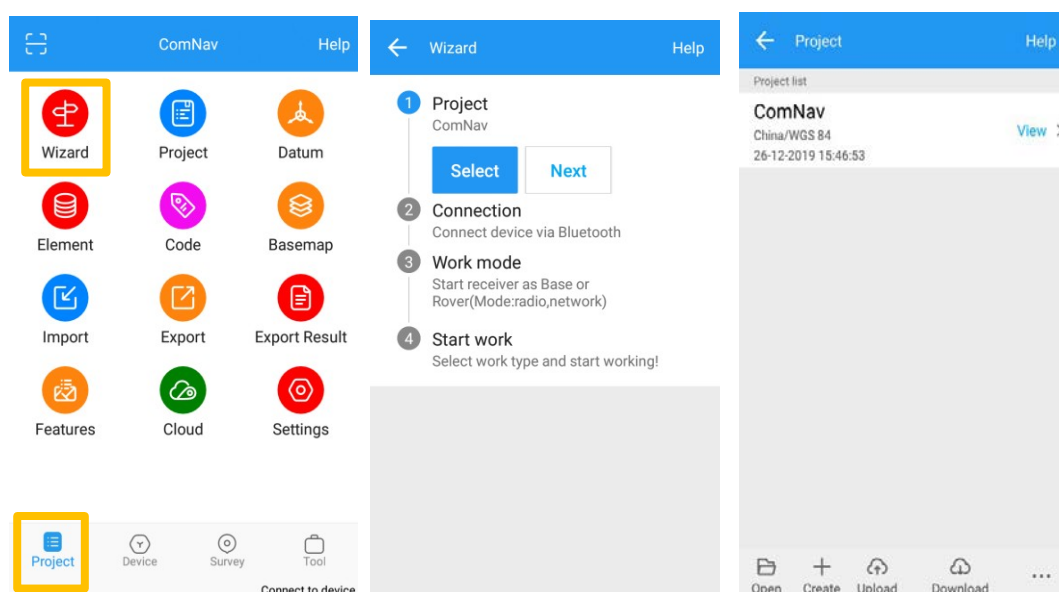 ComNav Help
Wizard Project Datum
Element Code Basemap
Import Export Export Result
Features Cloud Settings
Project Device Survey Tool
Connect to device
Wizard Help
1 Project
ComNav
Select Next
2 Connection
Connect device via Bluetooth
3 Work mode
Start receiver as Base or
Rover(Mode:radio,network)
4 Start work
Select work type and start working!
Project Help
Project list
ComNav
China/WGS 84
View
26-12-2019 15:46:53
Open Create Upload Download ...